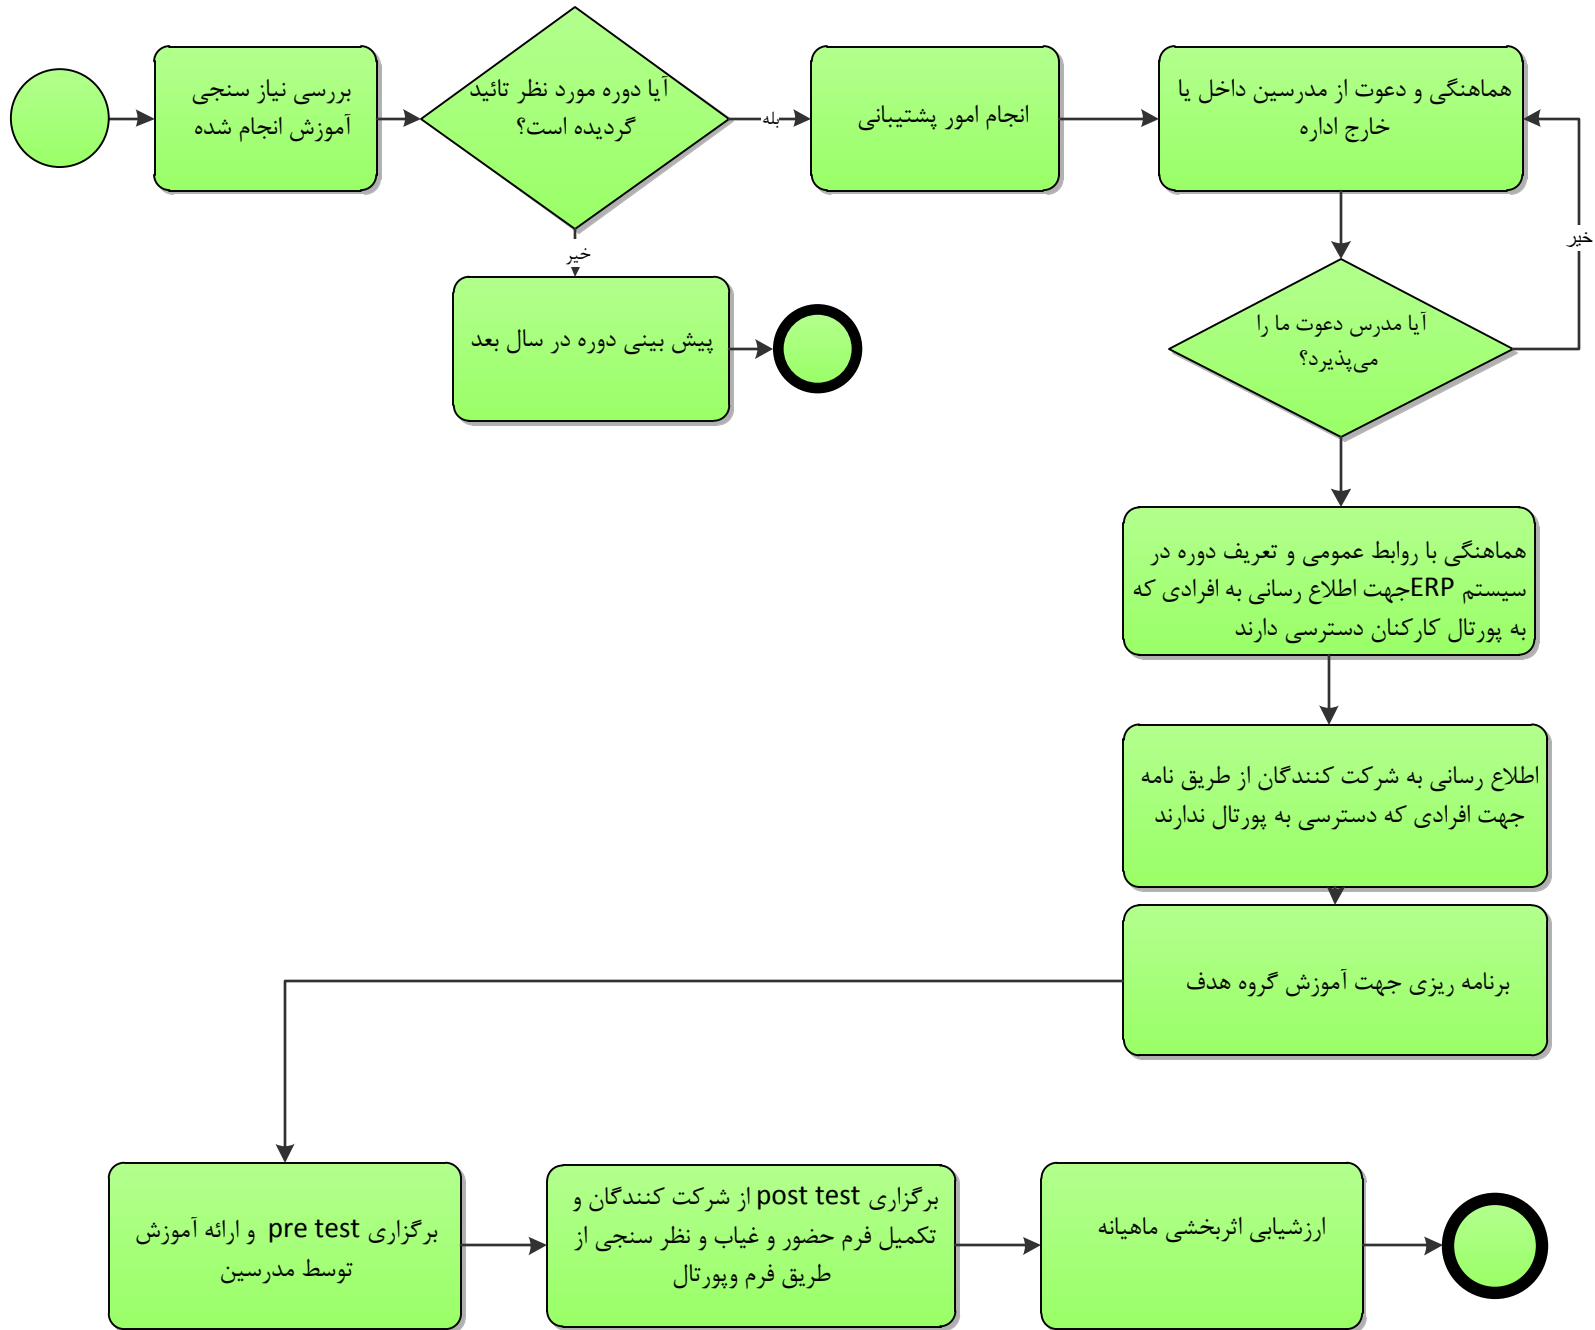 بررسی نیاز سنجی
آموزش انجام شده
آیا دوره مورد نظر تائید
گردیده است؟
بله
انجام امور پشتیبانی
هماهنگی و دعوت از مدرسین داخل یا
خارج اداره
خیر
خیر
پیش بینی دوره در سال بعد
آیا مدرس دعوت ما را
می‌پذیرد؟
هماهنگی با روابط عمومی و تعریف دوره در
سیستم ERPجهت اطلاع رسانی به افرادی که
به پورتال کارکنان دسترسی دارند
اطلاع رسانی به شرکت کنندگان از طریق نامه
جهت افرادی که دسترسی به پورتال ندارند
برنامه ریزی جهت آموزش گروه هدف
برگزاری pre test و ارائه آموزش
توسط مدرسین
برگزاری post test از شرکت کنندگان و
تکمیل فرم حضور و غیاب و نظر سنجی از
طریق فرم وپورتال
ارزشیابی اثربخشی ماهیانه